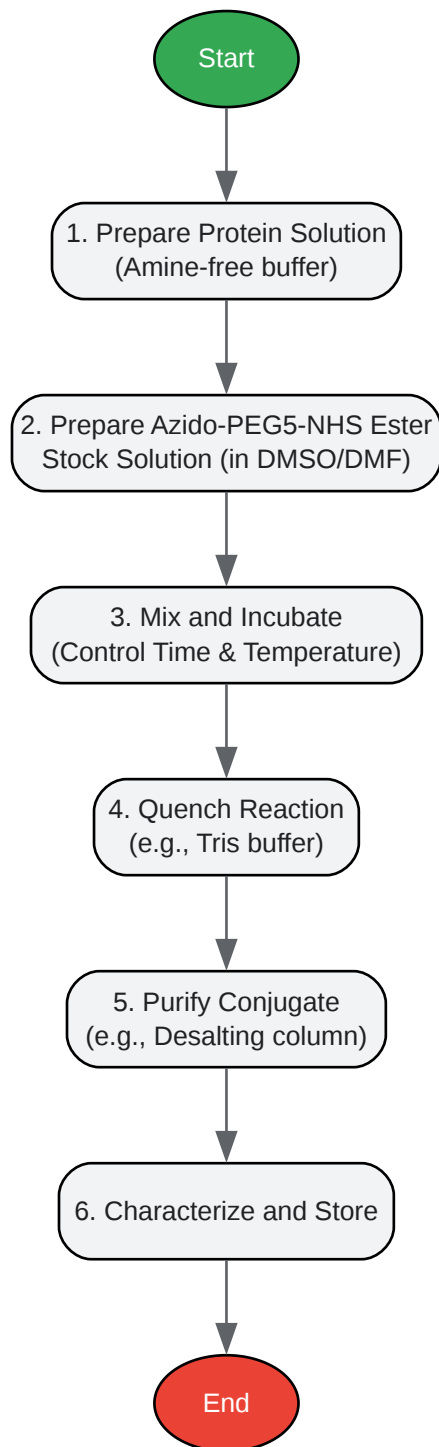 Start
1. Prepare Protein Solution
(Amine-free buffer)
2. Prepare Azido-PEG5-NHS Ester
Stock Solution (in DMSO/DMF)
3. Mix and Incubate
(Control Time & Temperature)
4. Quench Reaction
(e.g., Tris buffer)
5. Purify Conjugate
(e.g., Desalting column)
6. Characterize and Store
End